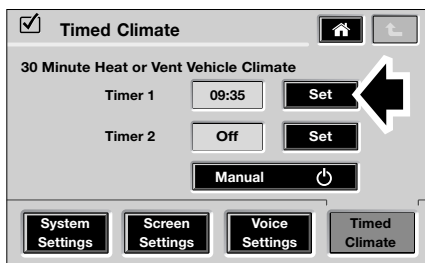 Timed Climate
30 Minute Heat or Vent Vehicle Climate
Timer 1 09:35 Set
Timer 2 Off Set
Manual
System Settings
Screen Settings
Voice Settings
Timed Climate